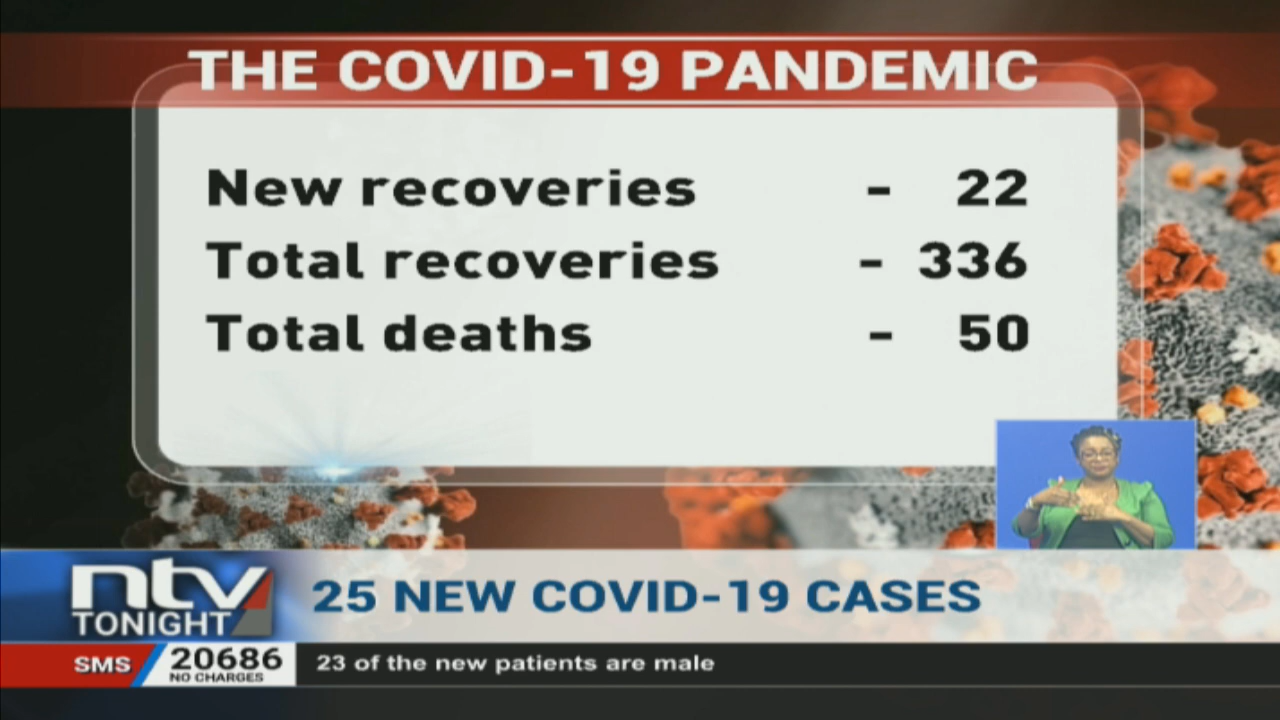 THE COVID-19 PANDEMIC
New recoveries - 22
Total recoveries - 336
Total deaths - 50
ntv
TONIGHT
25 NEW COVID-19 CASES
SMS 20686
NO CHARGES
23 of the new patients are male